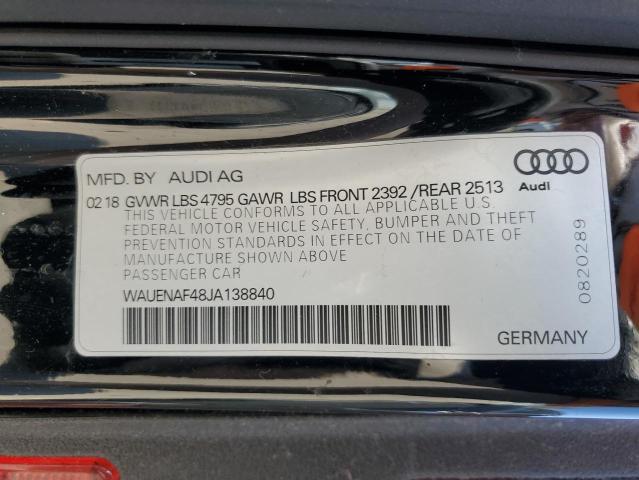 MFD. BY AUDI AG
Audi
02 18 GVWR LBS 4795 GAWR LBS FRONT 2392 /REAR 2513
THIS VEHICLE CONFORMS TO ALL APPLICABLE U.S.
FEDERAL MOTOR VEHICLE SAFETY, BUMPER AND THEFT
PREVENTION STANDARDS IN EFFECT ON THE DATE OF
MANUFACTURE SHOWN ABOVE
PASSENGER CAR
0820289
WAUENAF48JA138840
GERMANY